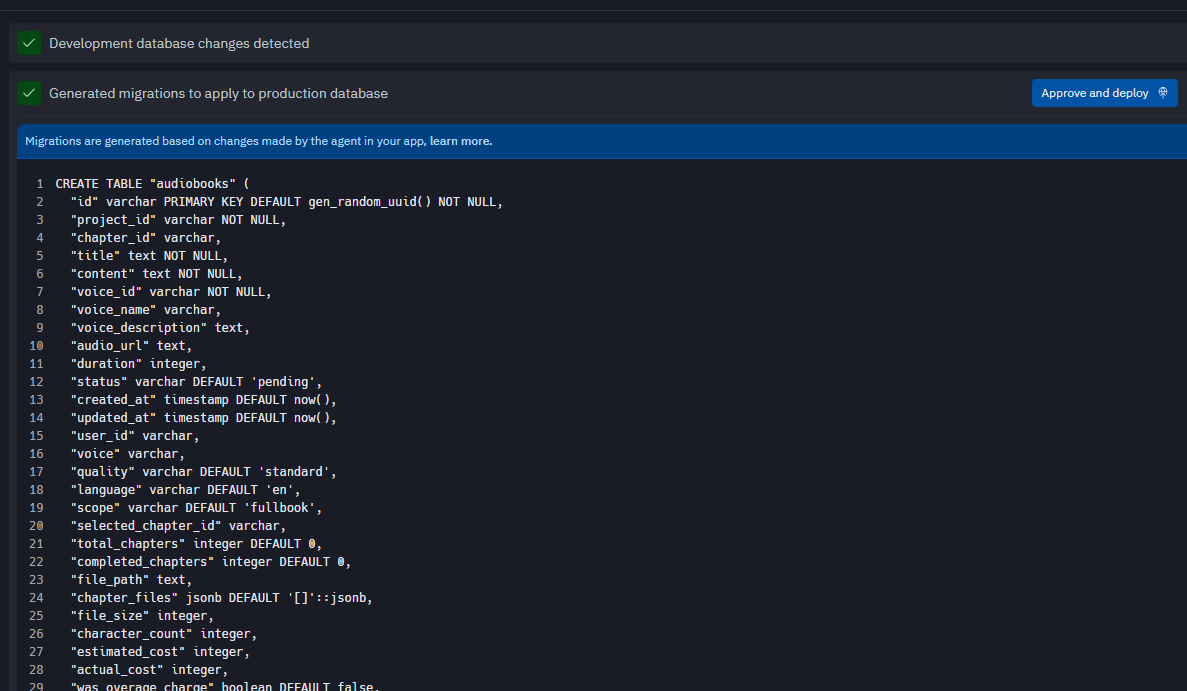 Development database changes detected
Generated migrations to apply to production database
Approve and deploy
Migrations are generated based on changes made by the agent in your app, learn more.
1 CREATE TABLE "audiobooks" (
2 "id" varchar PRIMARY KEY DEFAULT gen_random_uuid() NOT NULL,
3 "project_id" varchar NOT NULL,
4 "chapter_id" varchar,
5 "title" text NOT NULL,
6 "content" text NOT NULL,
7 "voice_id" varchar NOT NULL,
8 "voice_name" varchar,
9 "voice_description" text,
10 "audio_url" text,
11 "duration" integer,
12 "status" varchar DEFAULT 'pending',
13 "created_at" timestamp DEFAULT now(),
14 "updated_at" timestamp DEFAULT now(),
15 "user_id" varchar,
16 "voice" varchar,
17 "quality" varchar DEFAULT 'standard',
18 "language" varchar DEFAULT 'en',
19 "scope" varchar DEFAULT 'fullbook',
20 "selected_chapter_id" varchar,
21 "total_chapters" integer DEFAULT 0,
22 "completed_chapters" integer DEFAULT 0,
23 "file_path" text,
24 "chapter_files" jsonb DEFAULT '[]'::jsonb,
25 "file_size" integer,
26 "character_count" integer,
27 "estimated_cost" integer,
28 "actual_cost" integer,
29 "was_overage_charge" boolean DEFAULT false,